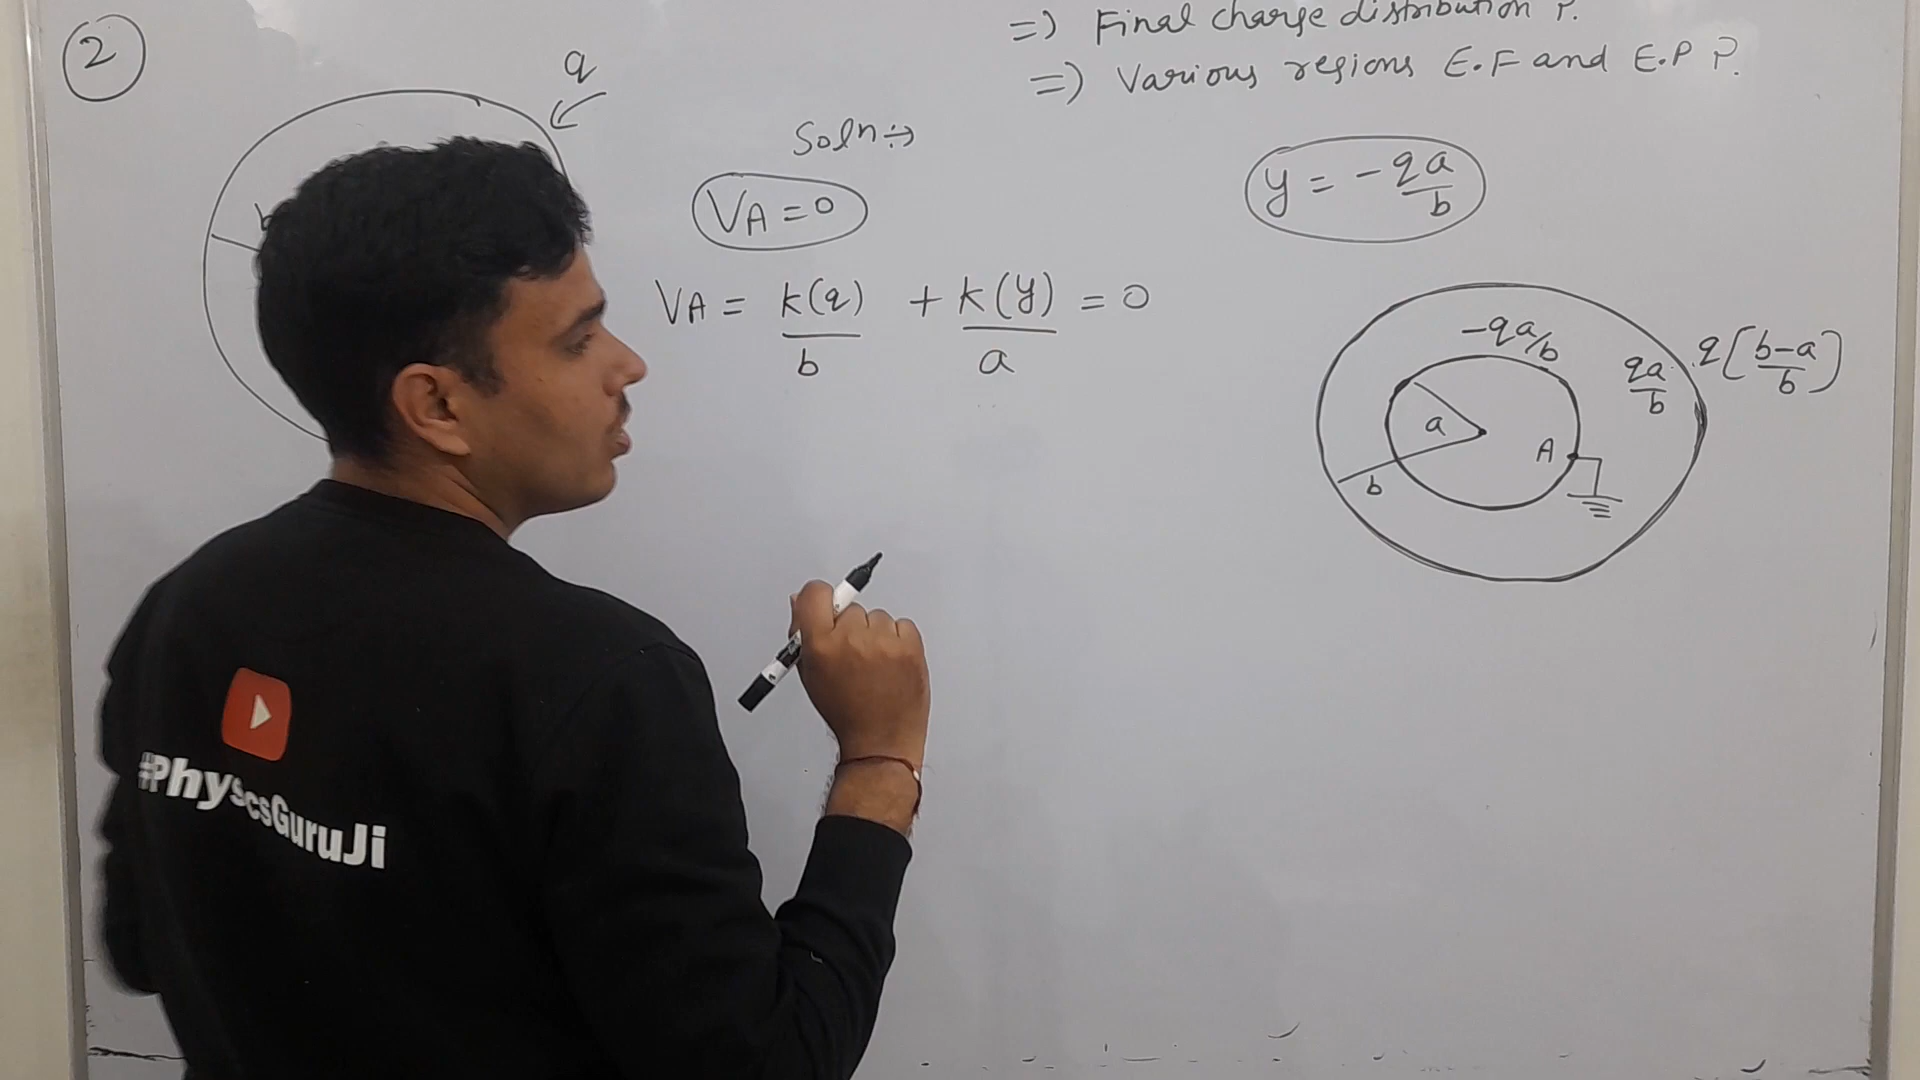 => Final charge distribution ?.
=> Various regions E.F and E.P ?.
2
q
b
Soln ÷>
VA = 0
VA = k(q)/b + k(y)/a = 0
y = - qa/b
-qa/b
qa/b
q[b-a/b]
a
A
b
#PhysicsGuruJi